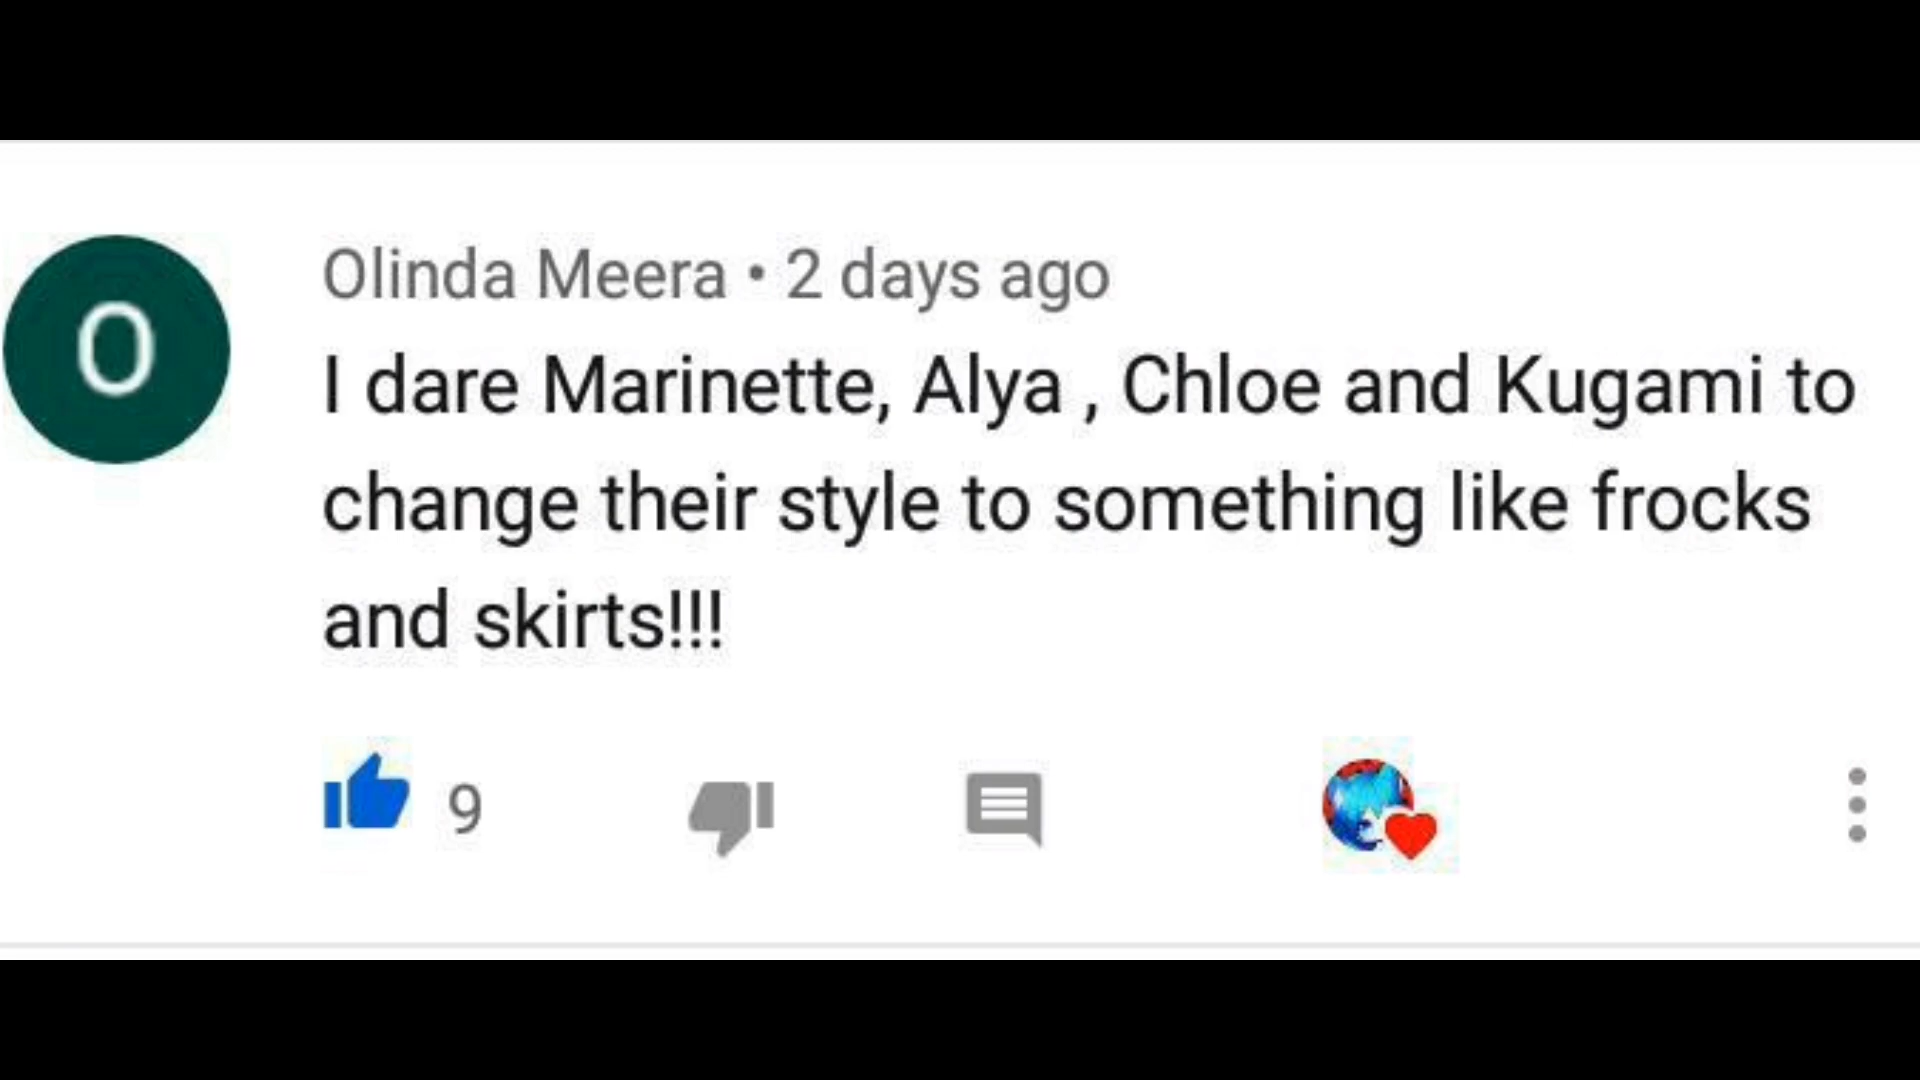 O
Olinda Meera • 2 days ago
I dare Marinette, Alya , Chloe and Kugami to
change their style to something like frocks
and skirts!!!
9